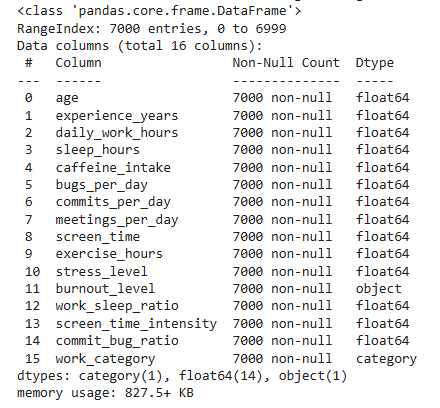 <class 'pandas.core.frame.DataFrame'>
RangeIndex: 7000 entries, 0 to 6999
Data columns (total 16 columns):
 #   Column                 Non-Null Count  Dtype
---  ------                 --------------  -----
 0   age                    7000 non-null   float64
 1   experience_years       7000 non-null   float64
 2   daily_work_hours       7000 non-null   float64
 3   sleep_hours            7000 non-null   float64
 4   caffeine_intake        7000 non-null   float64
 5   bugs_per_day           7000 non-null   float64
 6   commits_per_day        7000 non-null   float64
 7   meetings_per_day       7000 non-null   float64
 8   screen_time            7000 non-null   float64
 9   exercise_hours         7000 non-null   float64
 10  stress_level           7000 non-null   float64
 11  burnout_level          7000 non-null   object
 12  work_sleep_ratio       7000 non-null   float64
 13  screen_time_intensity  7000 non-null   float64
 14  commit_bug_ratio       7000 non-null   float64
 15  work_category          7000 non-null   category
dtypes: category(1), float64(14), object(1)
memory usage: 827.5+ KB